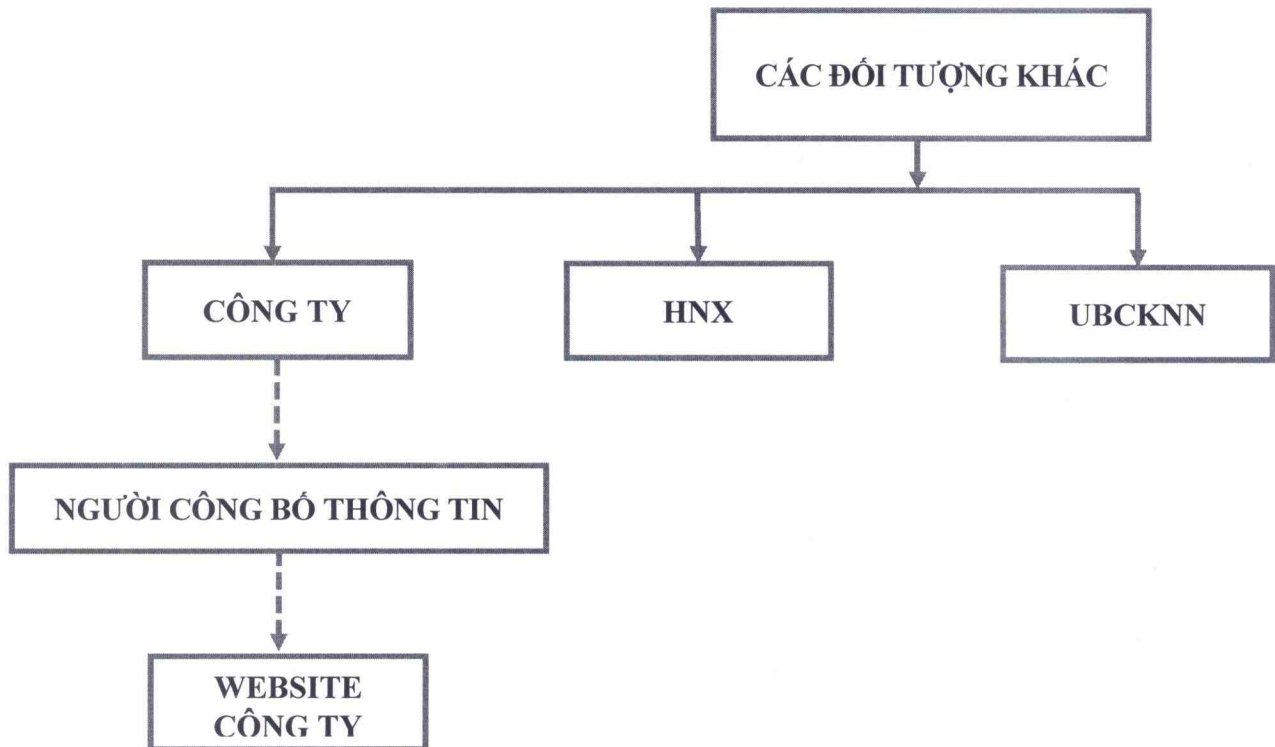 CÁC ĐỐI TƯỢNG KHÁC
CÔNG TY
HNX
UBCKNN
NGƯỜI CÔNG BỐ THÔNG TIN
WEBSITE
CÔNG TY